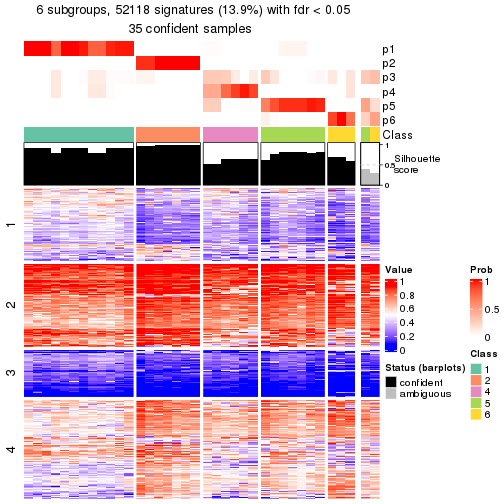 6 subgroups, 52118 signatures (13.9%) with fdr < 0.05
35 confident samples
p1
p2
p3
p4
p5
p6
Class
1
0.5
0
Silhouette
score
1
2
3
4
Value
1
0.8
0.6
0.4
0.2
0
Status (barplots)
confident
ambiguous
Prob
1
0.5
0
Class
1
2
4
5
6